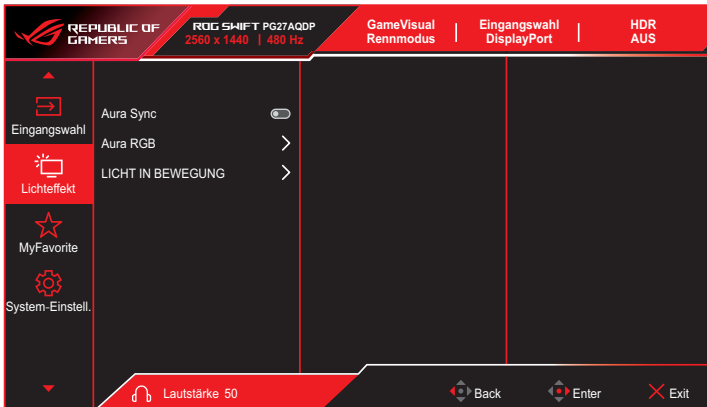 REPUBLIC OF
GAMERS
ROG SWIFT PG27AQDP
2560 x 1440 | 480 Hz
GameVisual
Rennmodus
Eingangswahl
DisplayPort
HDR
AUS
Eingangswahl
Lichteffekt
MyFavorite
System-Einstell.
Aura Sync
Aura RGB
LICHT IN BEWEGUNG
Lautstärke 50
Back
Enter
Exit